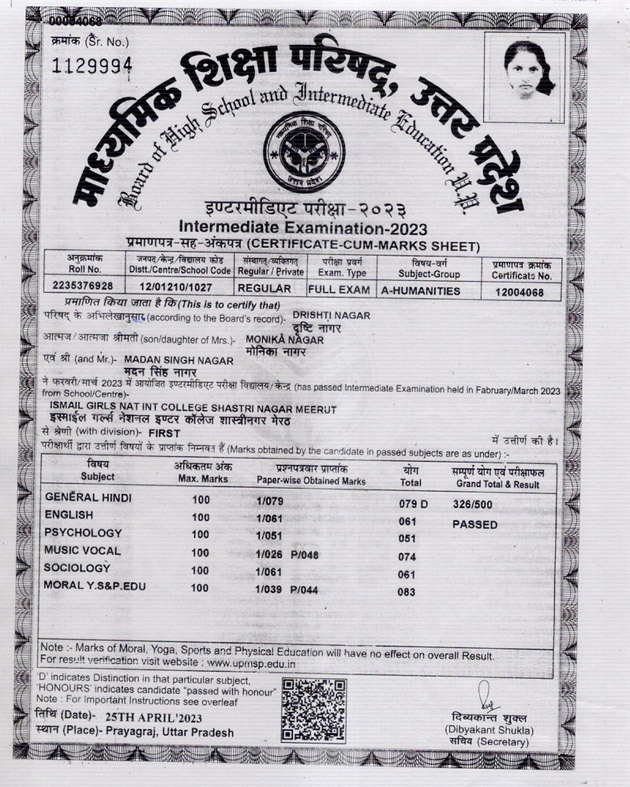 00004068
क्रमांक (Sr. No.)
1129994
माध्यमिक शिक्षा परिषद्, उत्तर प्रदेश
Board of High School and Intermediate Education U.P.
माध्यमिक शिक्षा परिषद्
उत्तर प्रदेश
इण्टरमीडिएट परीक्षा-२०२३
Intermediate Examination-2023
प्रमाणपत्र-सह-अंकपत्र (CERTIFICATE-CUM-MARKS SHEET)
अनुक्रमांक जनपद/केन्द्र/विद्यालय कोड संस्थागत/व्यक्तिगत परीक्षा प्रवर्ग विषय-वर्ग प्रमाणपत्र क्रमांक
Roll No. Distt./Centre/School Code Regular / Private Exam. Type Subject-Group Certificate No.
2235376928 12/01210/1027 REGULAR FULL EXAM A-HUMANITIES 12004068
प्रमाणित किया जाता है कि (This is to certify that)
परिषद् के अभिलेखानुसार (according to the Board's record)- DRISHTI NAGAR
दृष्टि नागर
आत्मज/आत्मजा श्रीमती (son/daughter of Mrs.)- MONIKA NAGAR
मोनिका नागर
एवं श्री (and Mr.)- MADAN SINGH NAGAR
मदन सिंह नागर
ने फरवरी/मार्च 2023 में आयोजित इण्टरमीडिएट परीक्षा विद्यालय/केन्द्र (has passed Intermediate Examination held in Fabruary/March 2023
from School/Centre)-
ISMAIL GIRLS NAT INT COLLEGE SHASTRI NAGAR MEERUT
इस्माईल गर्ल्स नेशनल इण्टर कॉलेज शास्त्रीनगर मेरठ
से श्रेणी (with division)- FIRST में उत्तीर्ण की है।
परीक्षार्थी द्वारा उत्तीर्ण विषयों के प्राप्तांक निम्नवत हैं (Marks obtained by the candidate in passed subjects are as under) :-
विषय अधिकतम अंक प्रश्नपत्रवार प्राप्तांक योग सम्पूर्ण योग एवं परीक्षाफल
Subject Max. Marks Paper-wise Obtained Marks Total Grand Total & Result
GENERAL HINDI 100 1/079 079 D 326/500
ENGLISH 100 1/061 061 PASSED
PSYCHOLOGY 100 1/051 051
MUSIC VOCAL 100 1/026 P/048 074
SOCIOLOGY 100 1/061 061
MORAL Y.S&P.EDU 100 1/039 P/044 083
Note :- Marks of Moral, Yoga, Sports and Physical Education will have no effect on overall Result.
For result verification visit website : www.upmsp.edu.in
'D' indicates Distinction in that particular subject,
'HONOURS' indicates candidate "passed with honour"
Note : For Important Instructions see overleaf
तिथि (Date)- 25TH APRIL'2023
स्थान (Place)- Prayagraj, Uttar Pradesh
दिब्यकान्त शुक्ल
(Dibyakant Shukla)
सचिव (Secretary)